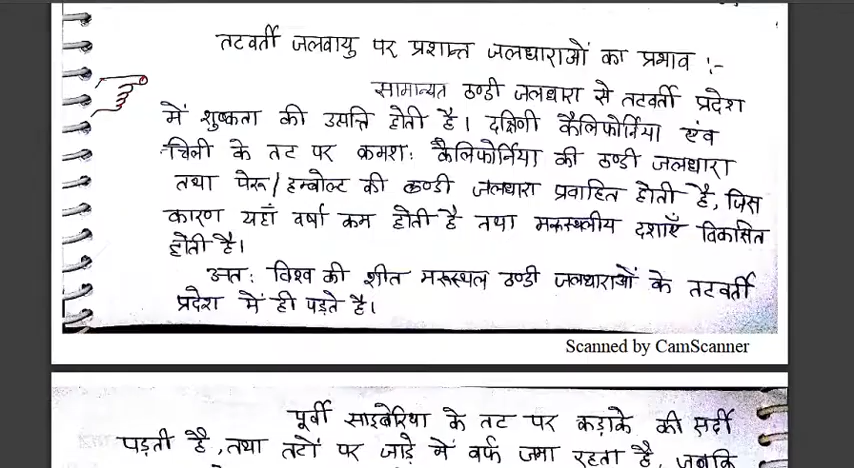 तटवर्ती जलवायु पर प्रशान्त जलधाराओं का प्रभाव :-
सामान्यत ठण्डी जलधारा से तटवर्ती प्रदेश
में शुष्कता की उत्पत्ति होती है। दक्षिणी कैलिफोर्निया एंव
चिली के तट पर क्रमश: कैलिफोर्निया की ठण्डी जलधारा
तथा पेरू/हम्बोल्ट की ठण्डी जलधारा प्रवाहित होती है, जिस
कारण यहाँ वर्षा कम होती है तथा मरुस्थलीय दशाएँ विकसित
होती है।
अत: विश्व की शीत मरूस्थल ठण्डी जलधाराओं के तटवर्ती
प्रदेश में ही पड़ते है।
Scanned by CamScanner
पूर्वी साइबेरिया के तट पर कड़ाके की सर्दी
पड़ती है, तथा तटों पर जाड़े में बर्फ जमा रहता है, जबकि